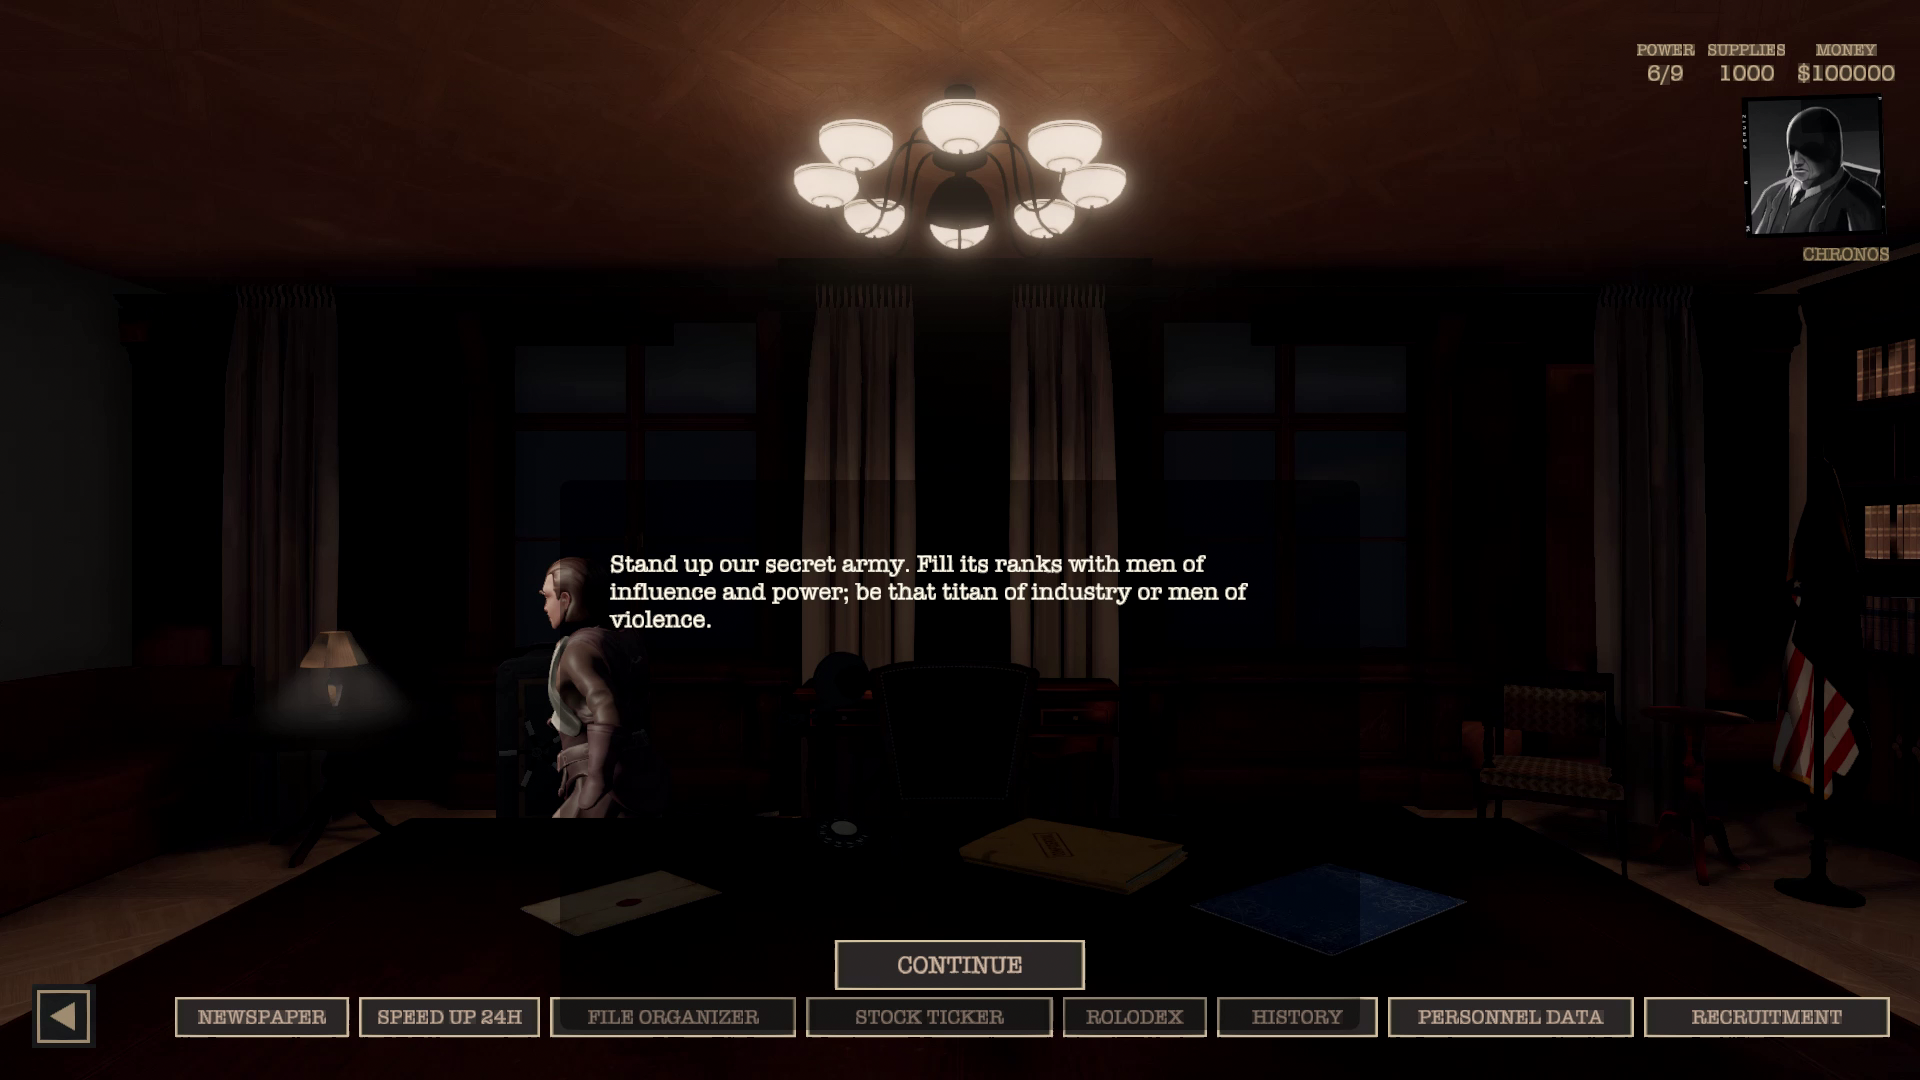 POWER SUPPLIES MONEY
6/9 1000 $100000
CHRONOS
Stand up our secret army. Fill its ranks with men of
influence and power; be that titan of industry or men of
violence.
CONTINUE
NEWSPAPER SPEED UP 24H FILE ORGANIZER STOCK TICKER ROLODEX HISTORY PERSONNEL DATA RECRUITMENT